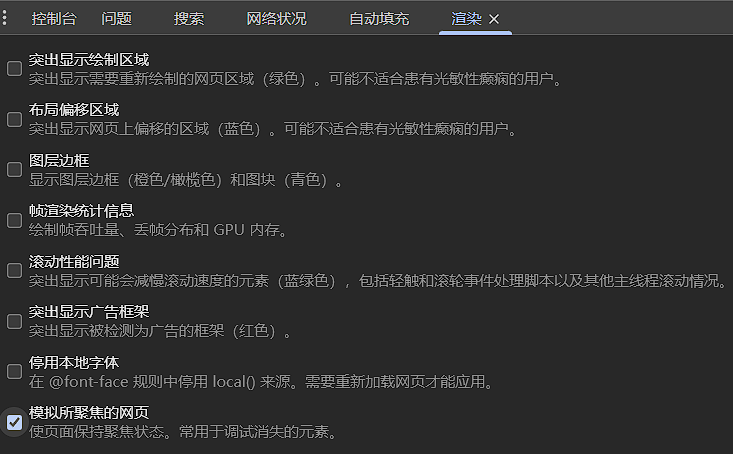 控制台 问题 搜索 网络状况 自动填充 渲染
突出显示绘制区域
突出显示需要重新绘制的网页区域（绿色）。可能不适合患有光敏性癫痫的用户。
布局偏移区域
突出显示网页上偏移的区域（蓝色）。可能不适合患有光敏性癫痫的用户。
图层边框
显示图层边框（橙色/橄榄色）和图块（青色）。
帧渲染统计信息
绘制帧吞吐量、丢帧分布和 GPU 内存。
滚动性能问题
突出显示可能会减慢滚动速度的元素（蓝绿色），包括轻触和滚轮事件处理脚本以及其他主线程滚动情况。
突出显示广告框架
突出显示被检测为广告的框架（红色）。
停用本地字体
在 @font-face 规则中停用 local() 来源。需要重新加载网页才能应用。
模拟所聚焦的网页
使页面保持聚焦状态。常用于调试消失的元素。